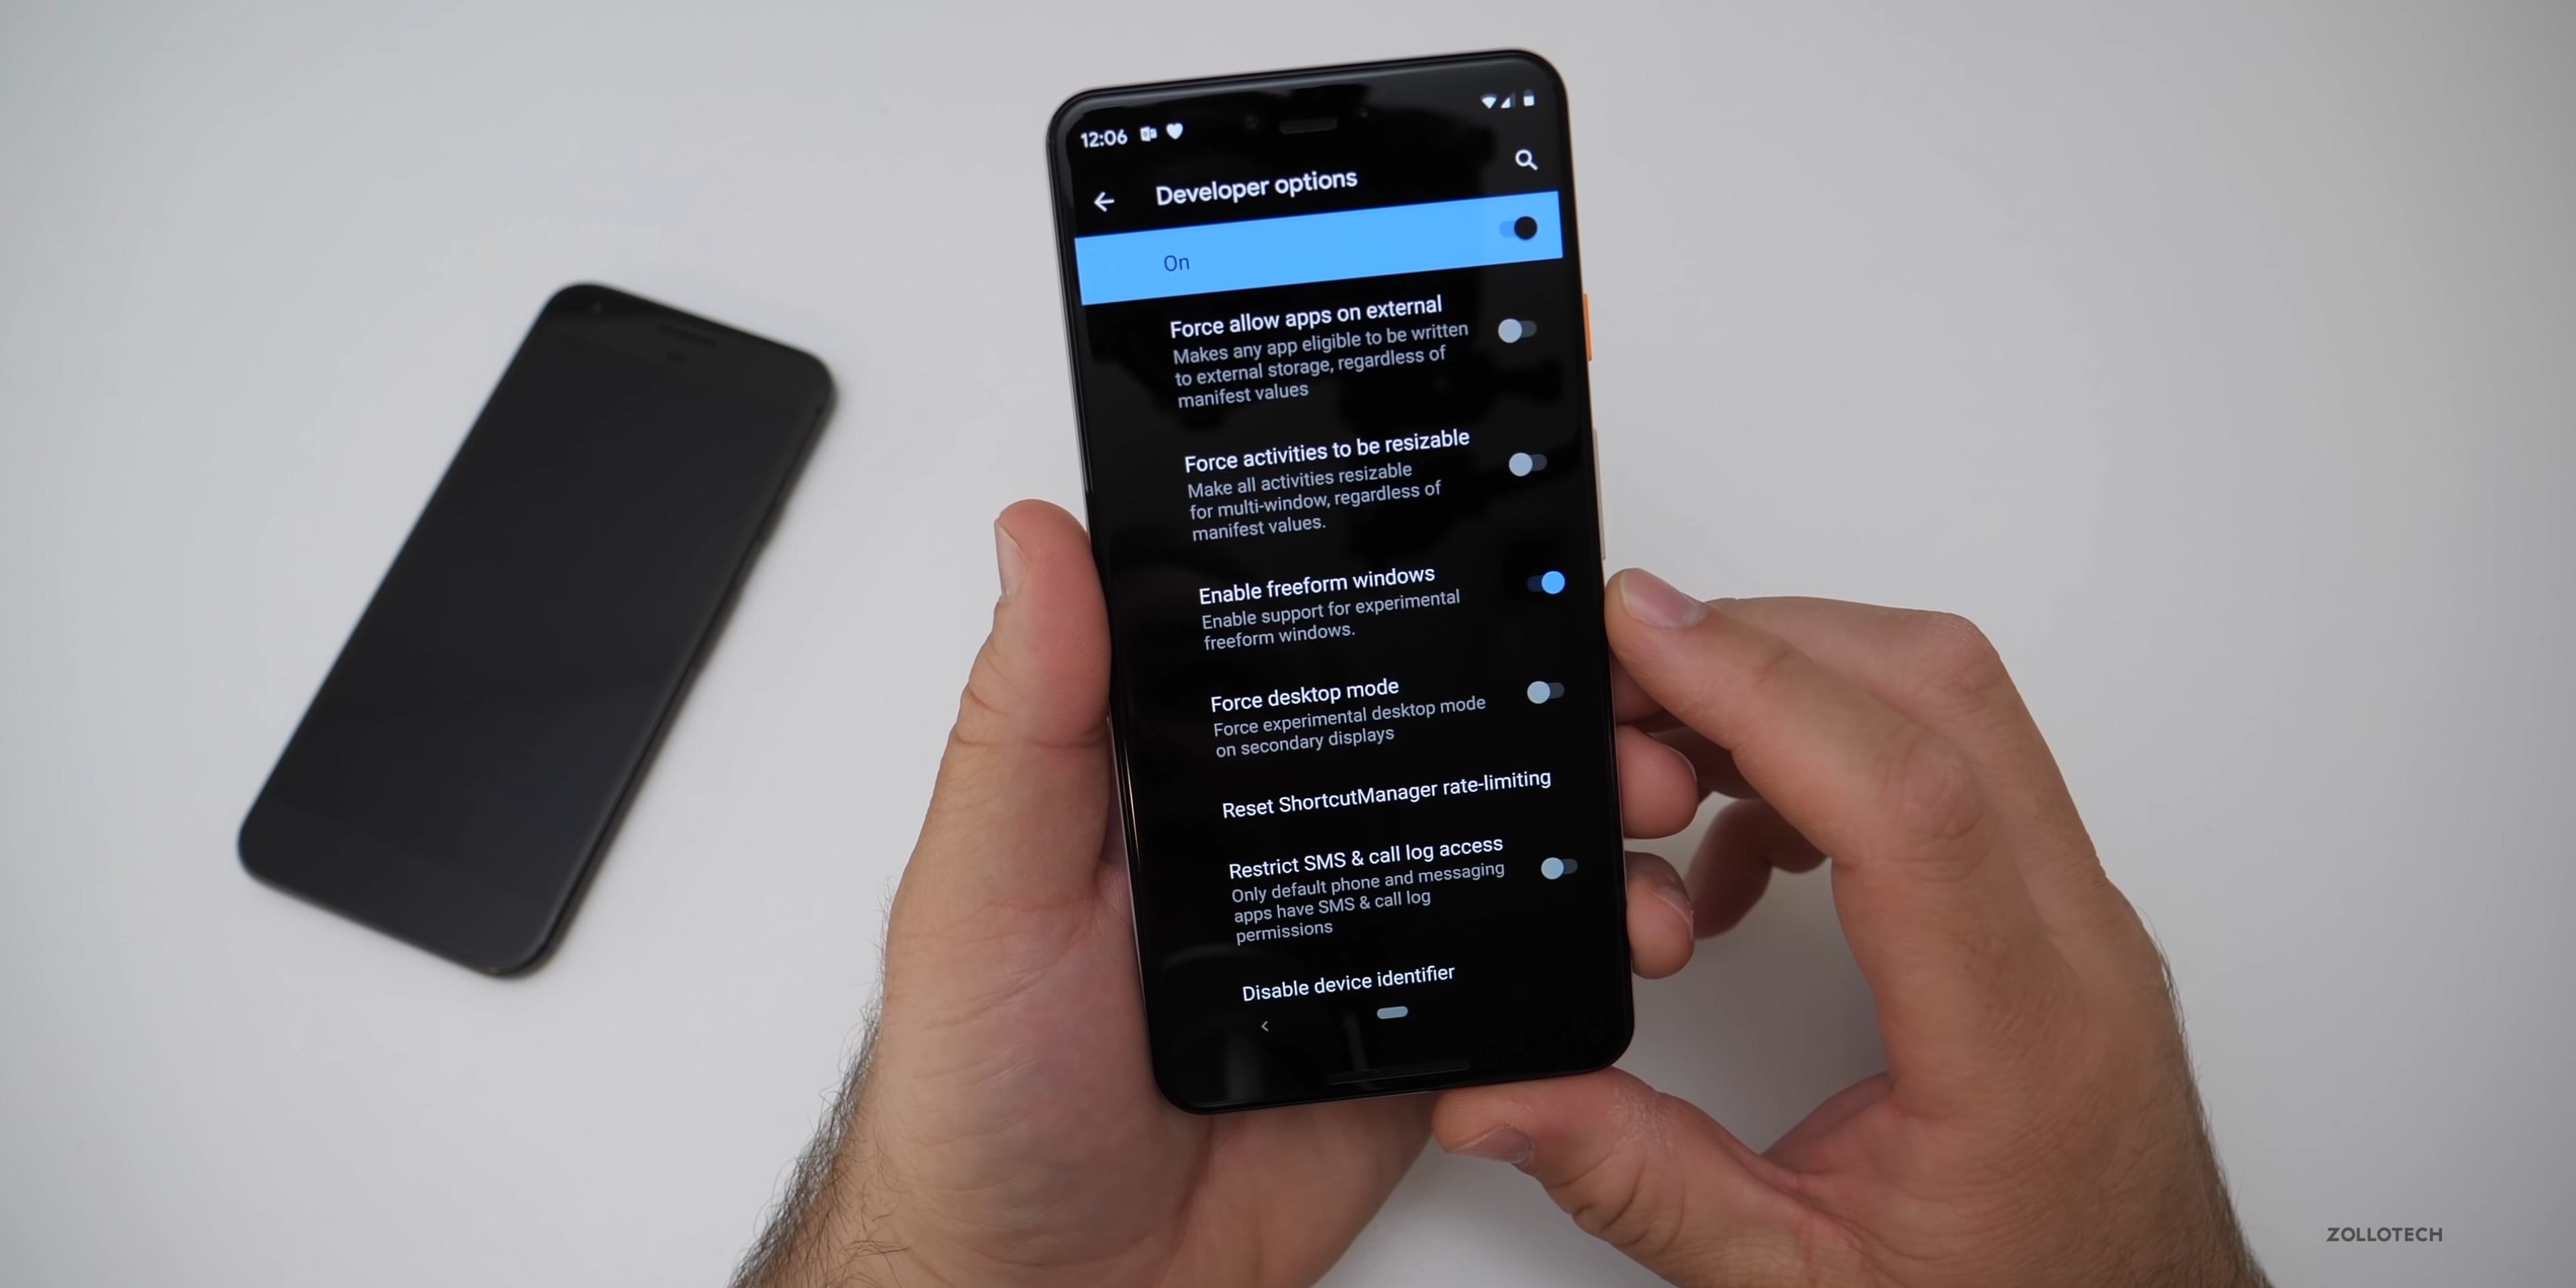 12:06
Developer options
On
Force allow apps on external
Makes any app eligible to be written
to external storage, regardless of
manifest values
Force activities to be resizable
Make all activities resizable
for multi-window, regardless of
manifest values.
Enable freeform windows
Enable support for experimental
freeform windows.
Force desktop mode
Force experimental desktop mode
on secondary displays
Reset ShortcutManager rate-limiting
Restrict SMS & call log access
Only default phone and messaging
apps have SMS & call log
permissions
Disable device identifier
ZOLLOTECH